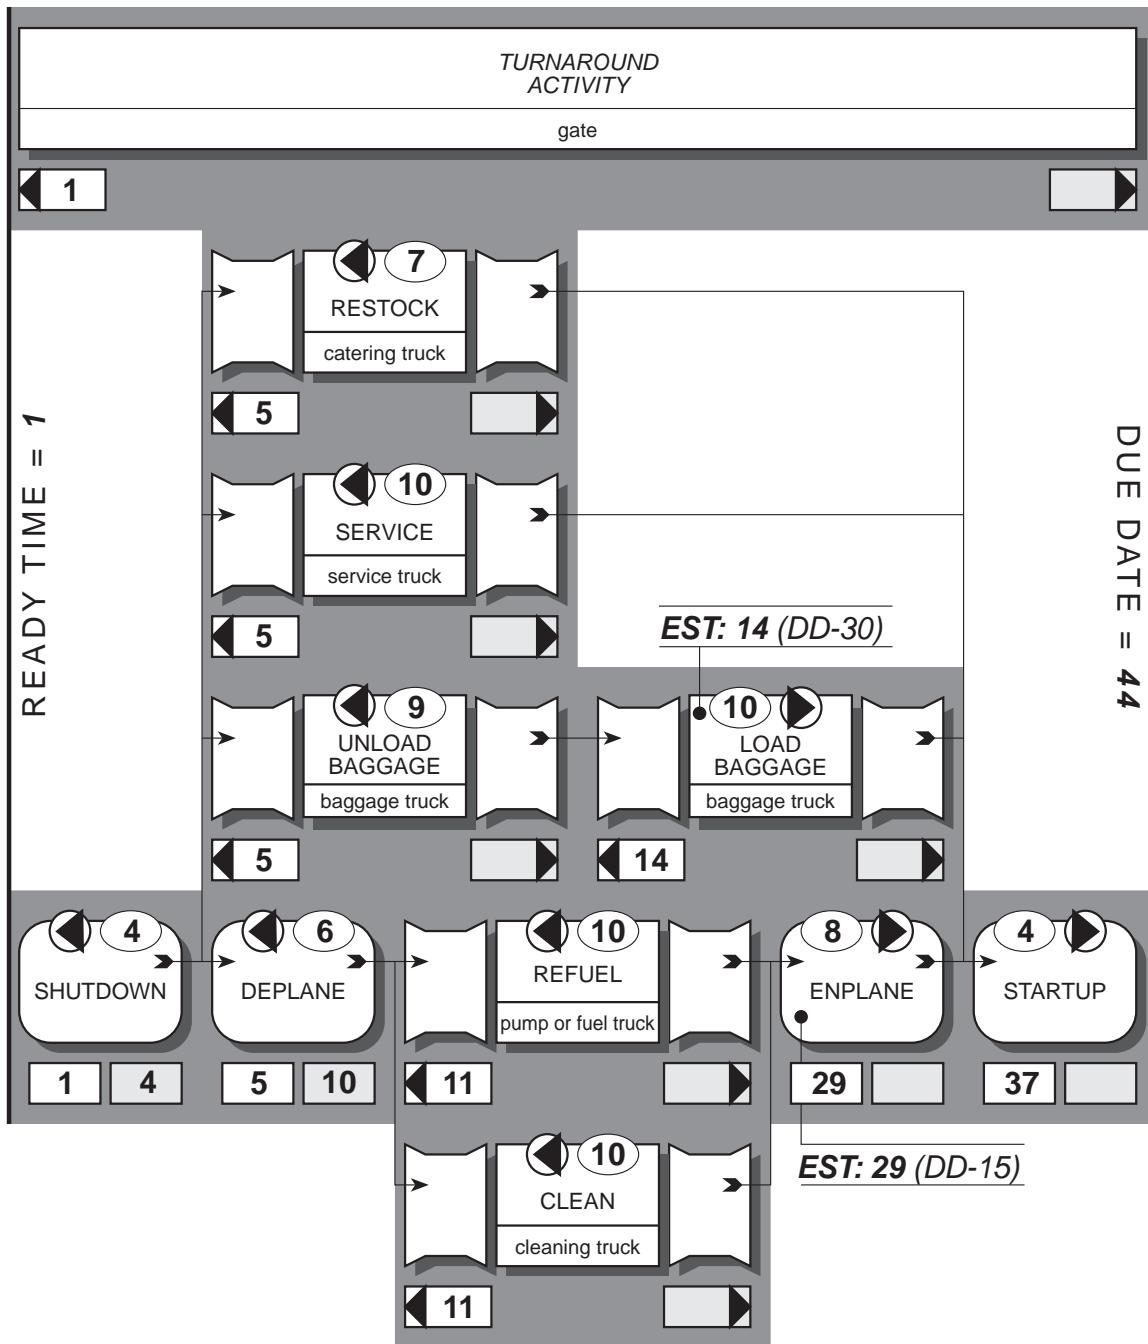 TURNAROUND
ACTIVITY
gate
1
7
RESTOCK
catering truck
5
READY TIME = 1
DUE DATE = 44
10
SERVICE
service truck
5
EST: 14 (DD-30)
9
UNLOAD
BAGGAGE
baggage truck
5
10
LOAD
BAGGAGE
baggage truck
14
4
SHUTDOWN
1 4
6
DEPLANE
5 10
10
REFUEL
pump or fuel truck
11
8
ENPLANE
29
4
STARTUP
37
EST: 29 (DD-15)
10
CLEAN
cleaning truck
11